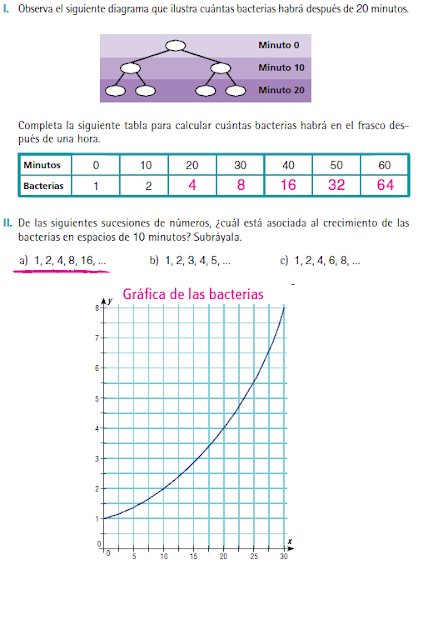 I. Observa el siguiente diagrama que ilustra cuántas bacterias habrá después de 20 minutos.
Minuto 0
Minuto 10
Minuto 20
Completa la siguiente tabla para calcular cuántas bacterias habrá en el frasco des-
pués de una hora.
Minutos 0 10 20 30 40 50 60
Bacterias 1 2 4 8 16 32 64
II. De las siguientes sucesiones de números, ¿cuál está asociada al crecimiento de las
bacterias en espacios de 10 minutos? Subráyala.
a) 1, 2, 4, 8, 16, ... b) 1, 2, 3, 4, 5, ... c) 1, 2, 4, 6, 8, ...
Gráfica de las bacterias
y
8
7
6
5
4
3
2
1
0
x
0 5 10 15 20 25 30